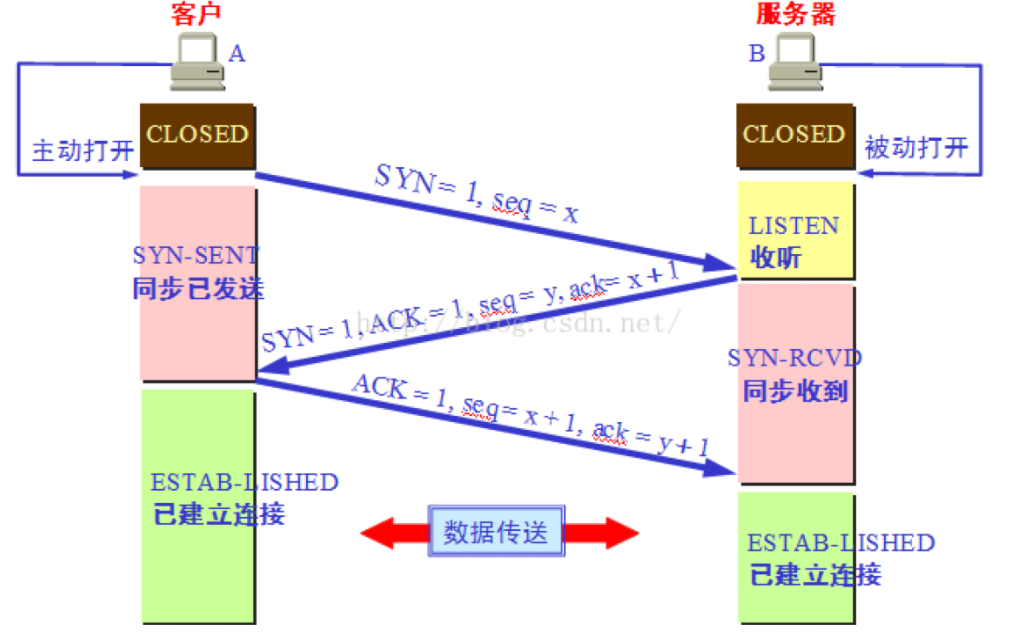 客户
服务器
A
B
CLOSED
CLOSED
主动打开
被动打开
SYN = 1, seq = x
LISTEN
收听
SYN-SENT
同步已发送
SYN = 1, ACK = 1, seq = y, ack= x + 1
http://blog.csdn.net/
SYN-RCVD
同步收到
ACK = 1, seq = x + 1, ack = y + 1
ESTAB-LISHED
已建立连接
数据传送
ESTAB-LISHED
已建立连接